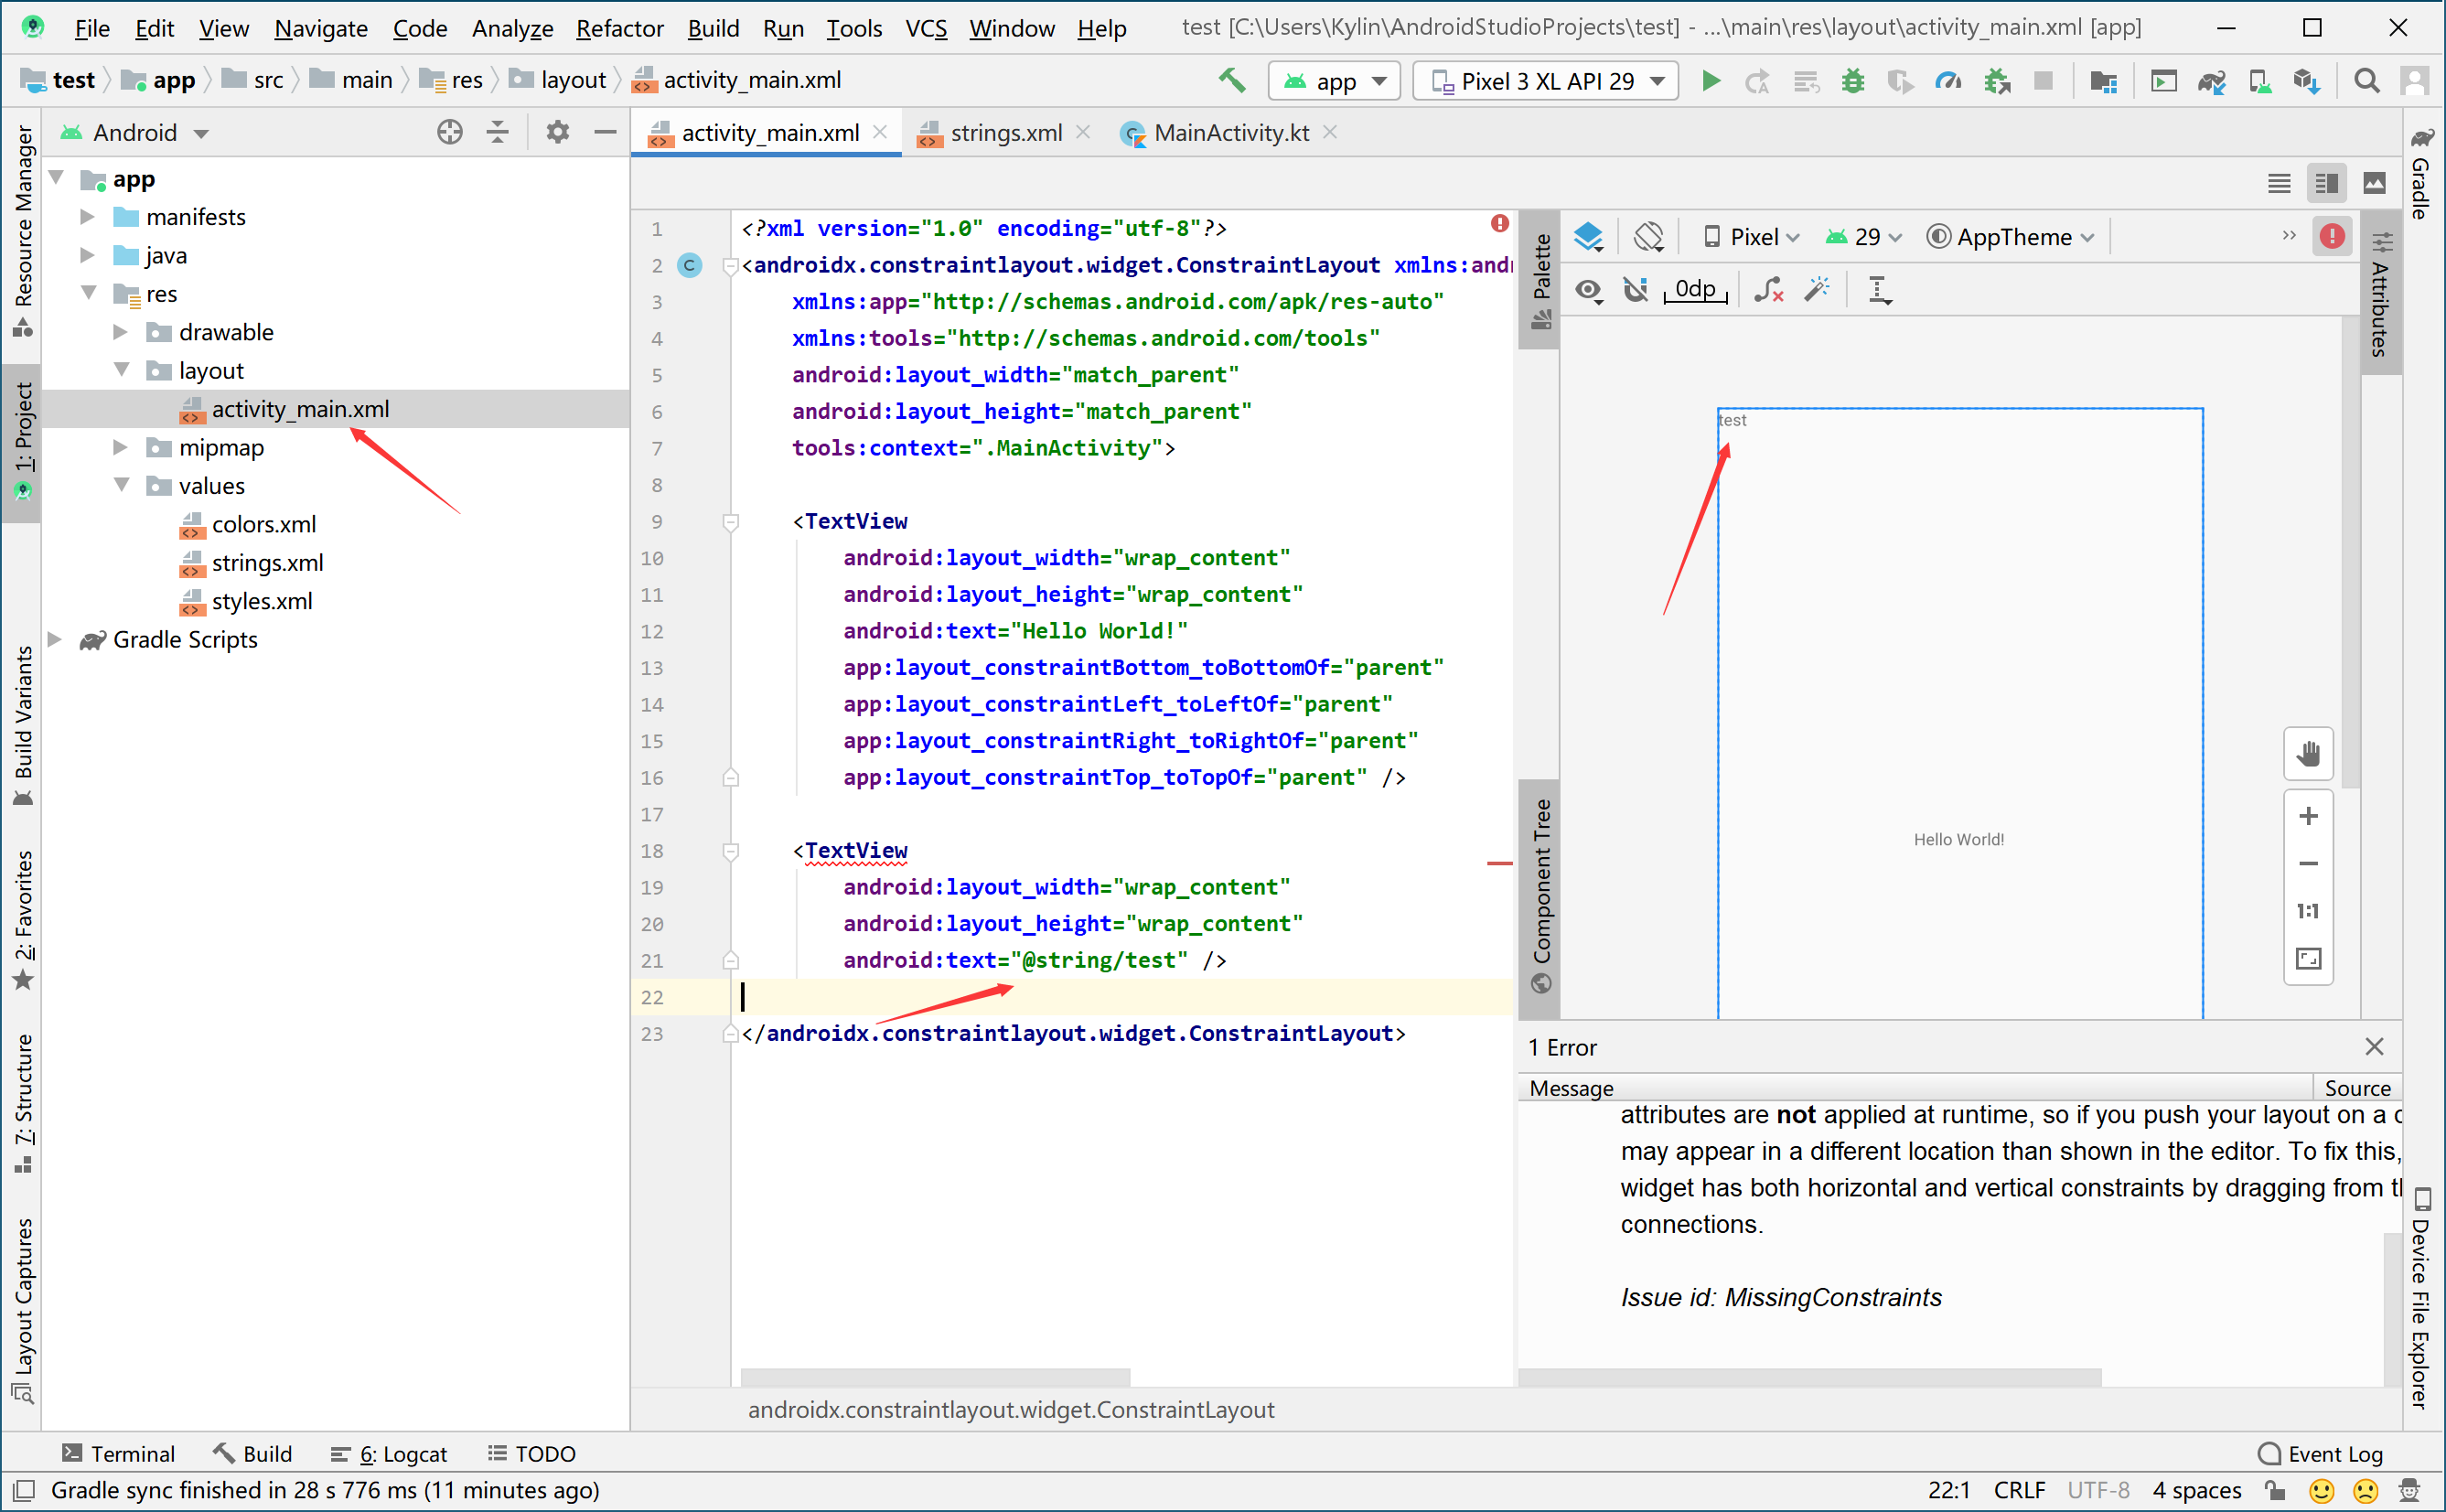 File Edit View Navigate Code Analyze Refactor Build Run Tools VCS Window Help test [C:\Users\Kylin\AndroidStudioProjects\test] - ...\main\res\layout\activity_main.xml [app]
test app src main res layout activity_main.xml app Pixel 3 XL API 29
Android
activity_main.xml strings.xml MainActivity.kt
Resource Manager
1: Project
Build Variants
2: Favorites
7: Structure
Layout Captures
app
manifests
java
res
drawable
layout
activity_main.xml
mipmap
values
colors.xml
strings.xml
styles.xml
Gradle Scripts
1 <?xml version="1.0" encoding="utf-8"?>
2 C <androidx.constraintlayout.widget.ConstraintLayout xmlns:and
3 xmlns:app="http://schemas.android.com/apk/res-auto"
4 xmlns:tools="http://schemas.android.com/tools"
5 android:layout_width="match_parent"
6 android:layout_height="match_parent"
7 tools:context=".MainActivity">
8
9 <TextView
10 android:layout_width="wrap_content"
11 android:layout_height="wrap_content"
12 android:text="Hello World!"
13 app:layout_constraintBottom_toBottomOf="parent"
14 app:layout_constraintLeft_toLeftOf="parent"
15 app:layout_constraintRight_toRightOf="parent"
16 app:layout_constraintTop_toTopOf="parent" />
17
18 <TextView
19 android:layout_width="wrap_content"
20 android:layout_height="wrap_content"
21 android:text="@string/test" />
22
23 </androidx.constraintlayout.widget.ConstraintLayout>
androidx.constraintlayout.widget.ConstraintLayout
Palette
Component Tree
Pixel 29 AppTheme
0dp
test
Hello World!
1:1
1 Error
Message Source
attributes are not applied at runtime, so if you push your layout on a
may appear in a different location than shown in the editor. To fix this,
widget has both horizontal and vertical constraints by dragging from
connections.
Issue id: MissingConstraints
Gradle
Attributes
Device File Explorer
Terminal Build 6: Logcat TODO Event Log
Gradle sync finished in 28 s 776 ms (11 minutes ago) 22:1 CRLF UTF-8 4 spaces